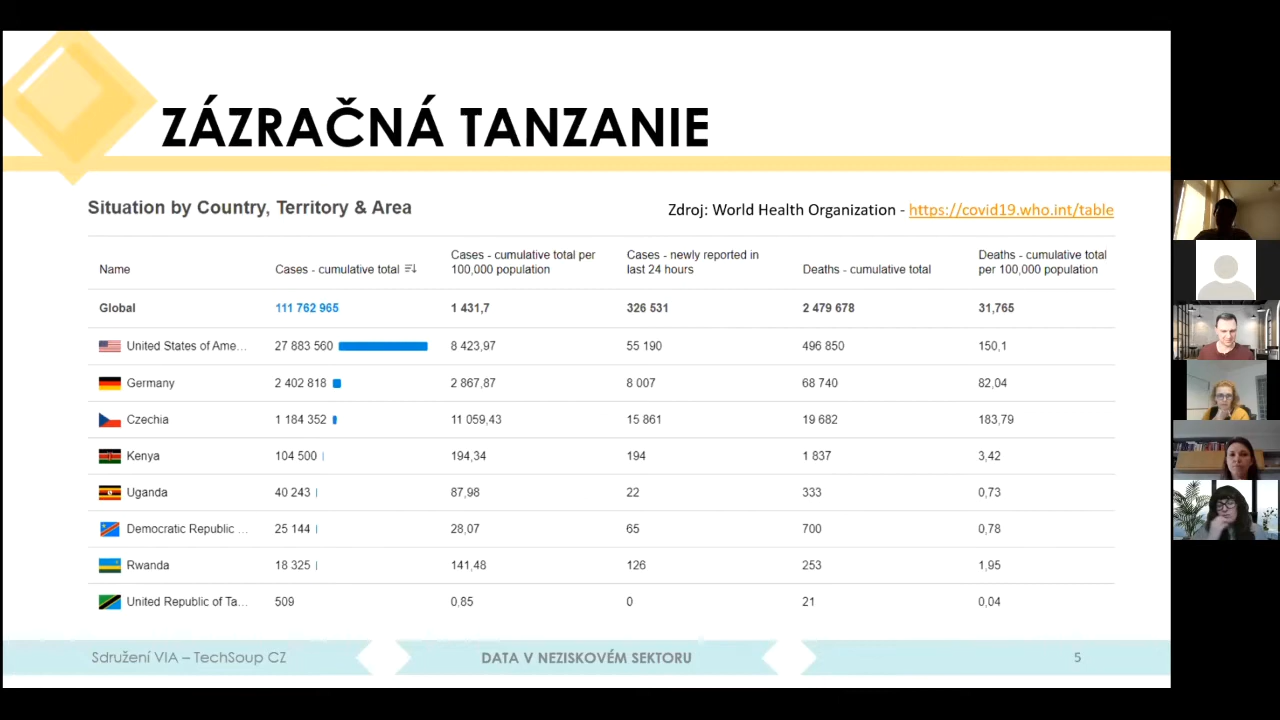 ZÁZRAČNÁ TANZANIE
Situation by Country, Territory & Area
Zdroj: World Health Organization - https://covid19.who.int/table
Name Cases - cumulative total Cases - cumulative total per 100,000 population Cases - newly reported in last 24 hours Deaths - cumulative total Deaths - cumulative total per 100,000 population
Global 111 762 965 1 431,7 326 531 2 479 678 31,765
United States of Ame... 27 883 560 8 423,97 55 190 496 850 150,1
Germany 2 402 818 2 867,87 8 007 68 740 82,04
Czechia 1 184 352 11 059,43 15 861 19 682 183,79
Kenya 104 500 194,34 194 1 837 3,42
Uganda 40 243 87,98 22 333 0,73
Democratic Republic ... 25 144 28,07 65 700 0,78
Rwanda 18 325 141,48 126 253 1,95
United Republic of Ta... 509 0,85 0 21 0,04
Sdružení VIA – TechSoup CZ DATA V NEZISKOVÉM SEKTORU 5